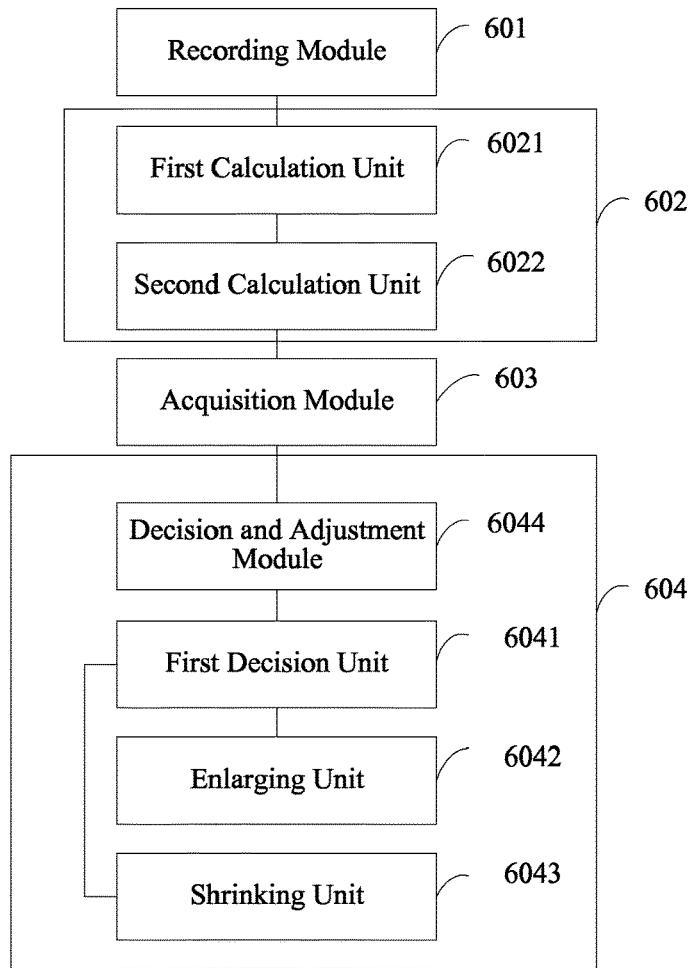 Recording Module
601
First Calculation Unit
6021
602
Second Calculation Unit
6022
Acquisition Module
603
Decision and Adjustment
Module
6044
604
First Decision Unit
6041
Enlarging Unit
6042
Shrinking Unit
6043